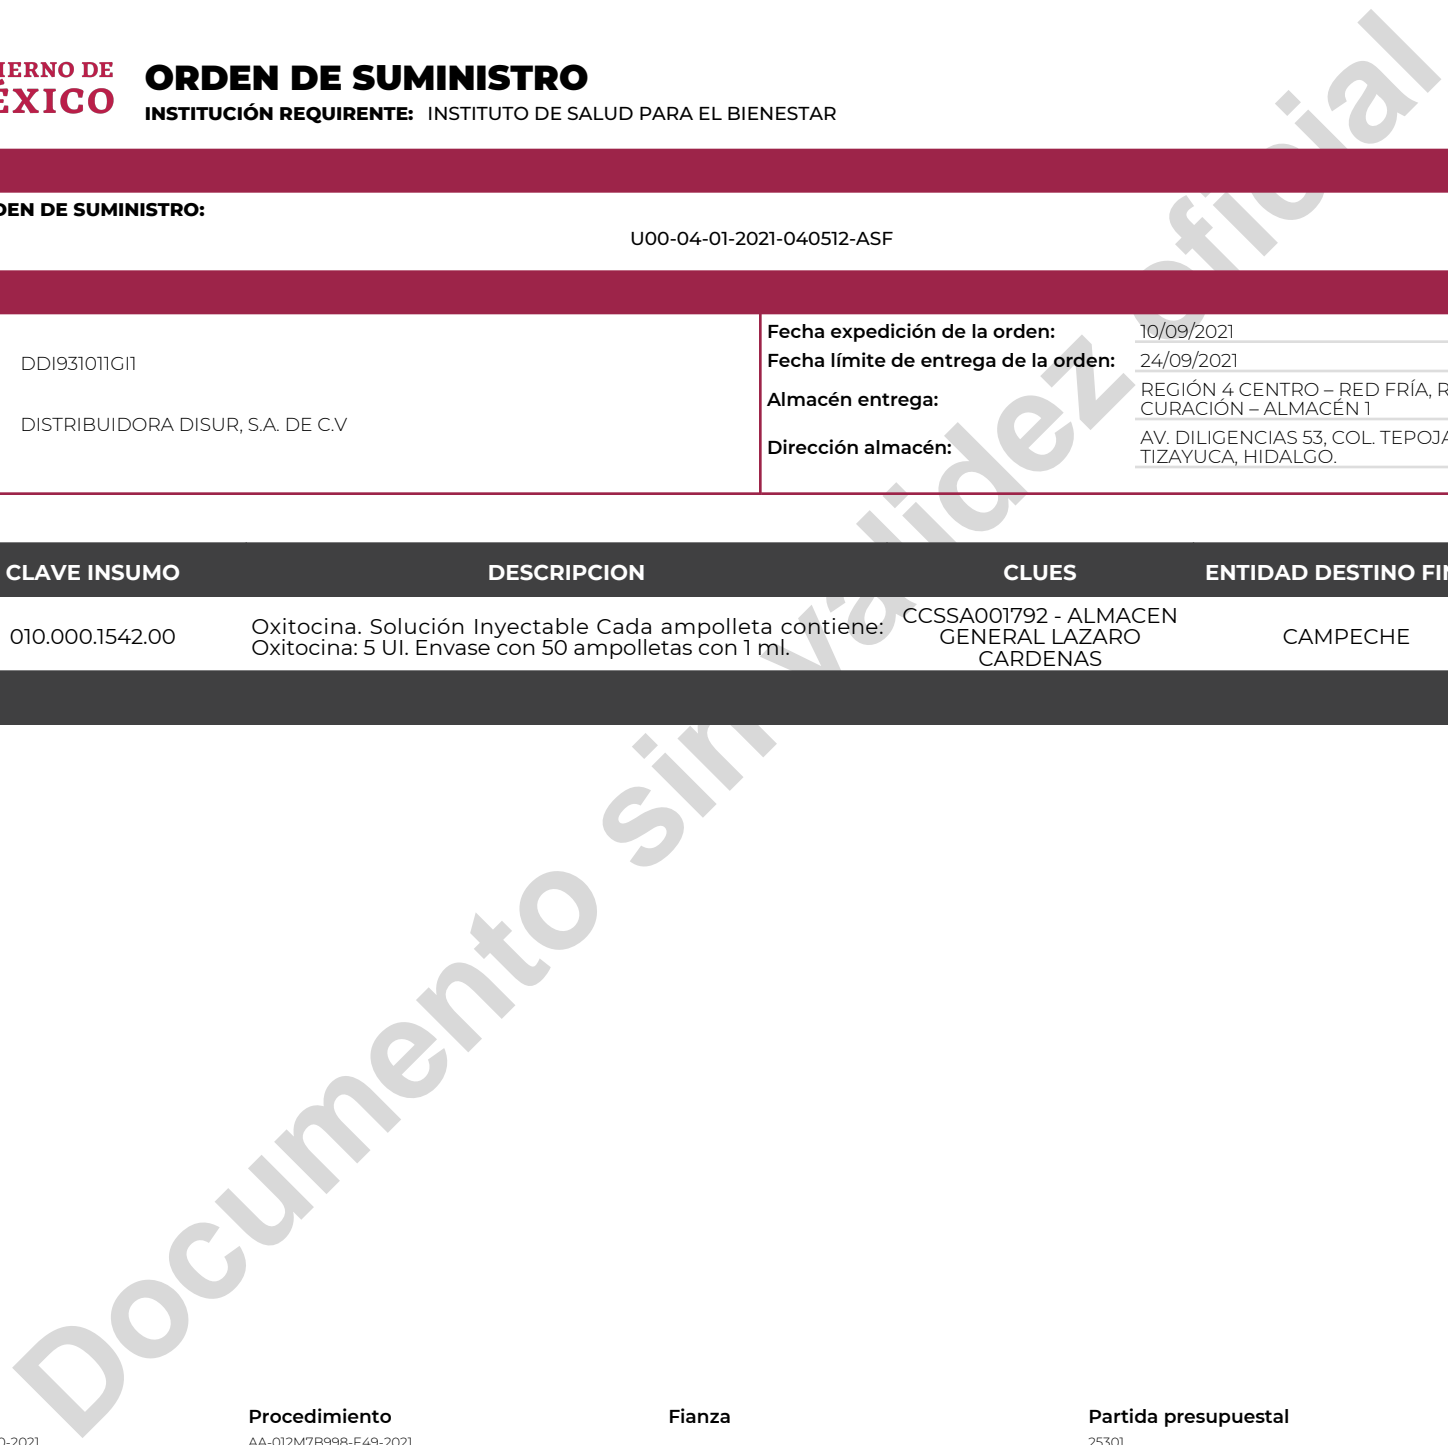 ORDEN DE SUMINISTRO
INSTITUCIÓN REQUIRENTE: INSTITUTO DE SALUD PARA EL BIENESTAR
DE
XICO
DE SUMINISTRO:
U00-04-01-2021-040512-ASF
DDI931011GI1
DISTRIBUIDORA DISUR, S.A. DE C.V
Fecha expedición de la orden: 10/09/2021
Fecha límite de entrega de la orden: 24/09/2021
Almacén entrega: REGIÓN 4 CENTRO – RED FRÍA,
CURACIÓN – ALMACÉN 1
Dirección almacén: AV. DILIGENCIAS 53, COL.
TIZAYUCA, HIDALGO.
CLAVE INSUMO DESCRIPCION CLUES ENTIDAD DESTINO
010.000.1542.00
Oxitocina. Solución Inyectable Cada ampolleta contiene:
Oxitocina: 5 UI. Envase con 50 ampolletas con 1 ml.
CCSSA001792 - ALMACEN
GENERAL LAZARO
CARDENAS
CAMPECHE
Documento sin validez oficial
Procedimiento Fianza Partida presupuestal
AA-012M7B998-E49-2021 25301